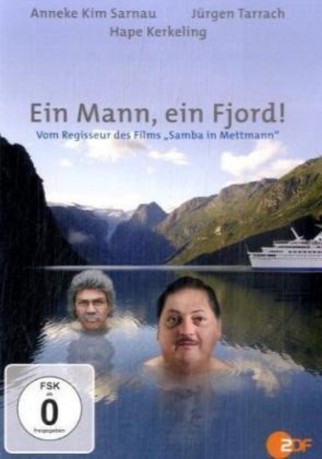 Anneke Kim Sarnau Jürgen Tarrach
Hape Kerkeling
Ein Mann, ein Fjord!
Vom Regisseur des Films „Samba in Mettmann“
FSK
ab
0
freigegeben
ZDF